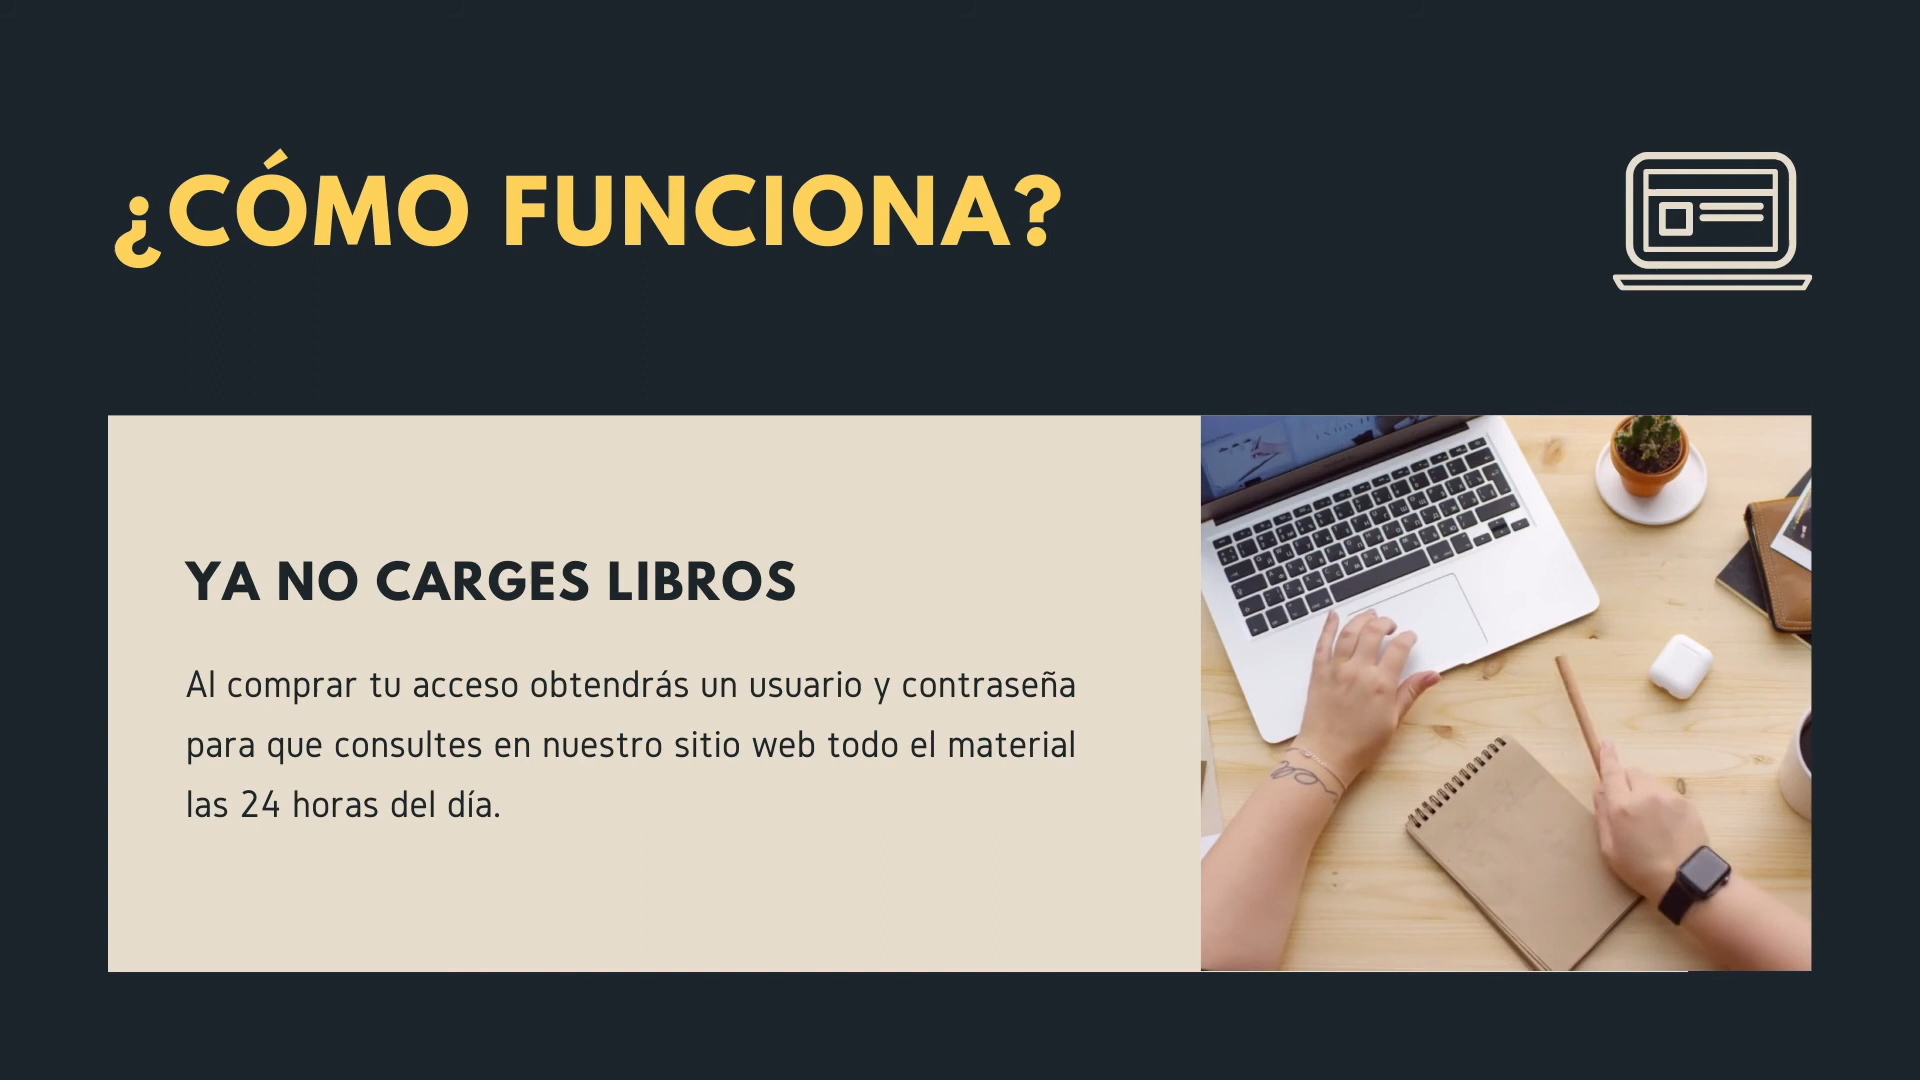 ¿CÓMO FUNCIONA?
YA NO CARGES LIBROS
Al comprar tu acceso obtendrás un usuario y contraseña
para que consultes en nuestro sitio web todo el material
las 24 horas del día.